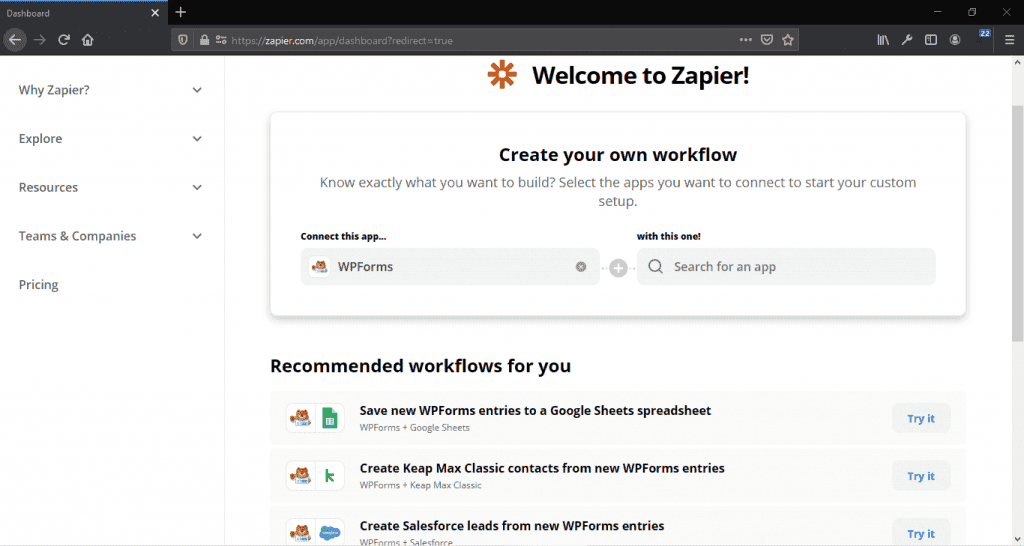 Dashboard
https://zapier.com/app/dashboard?redirect=true
22
Why Zapier?
Explore
Resources
Teams & Companies
Pricing
Welcome to Zapier!
Create your own workflow
Know exactly what you want to build? Select the apps you want to connect to start your custom
setup.
Connect this app...
with this one!
WPForms
Search for an app
Recommended workflows for you
Save new WPForms entries to a Google Sheets spreadsheet
WPForms + Google Sheets
Try it
Create Keap Max Classic contacts from new WPForms entries
WPForms + Keap Max Classic
Try it
Create Salesforce leads from new WPForms entries
WPForms + Salesforce
Try it